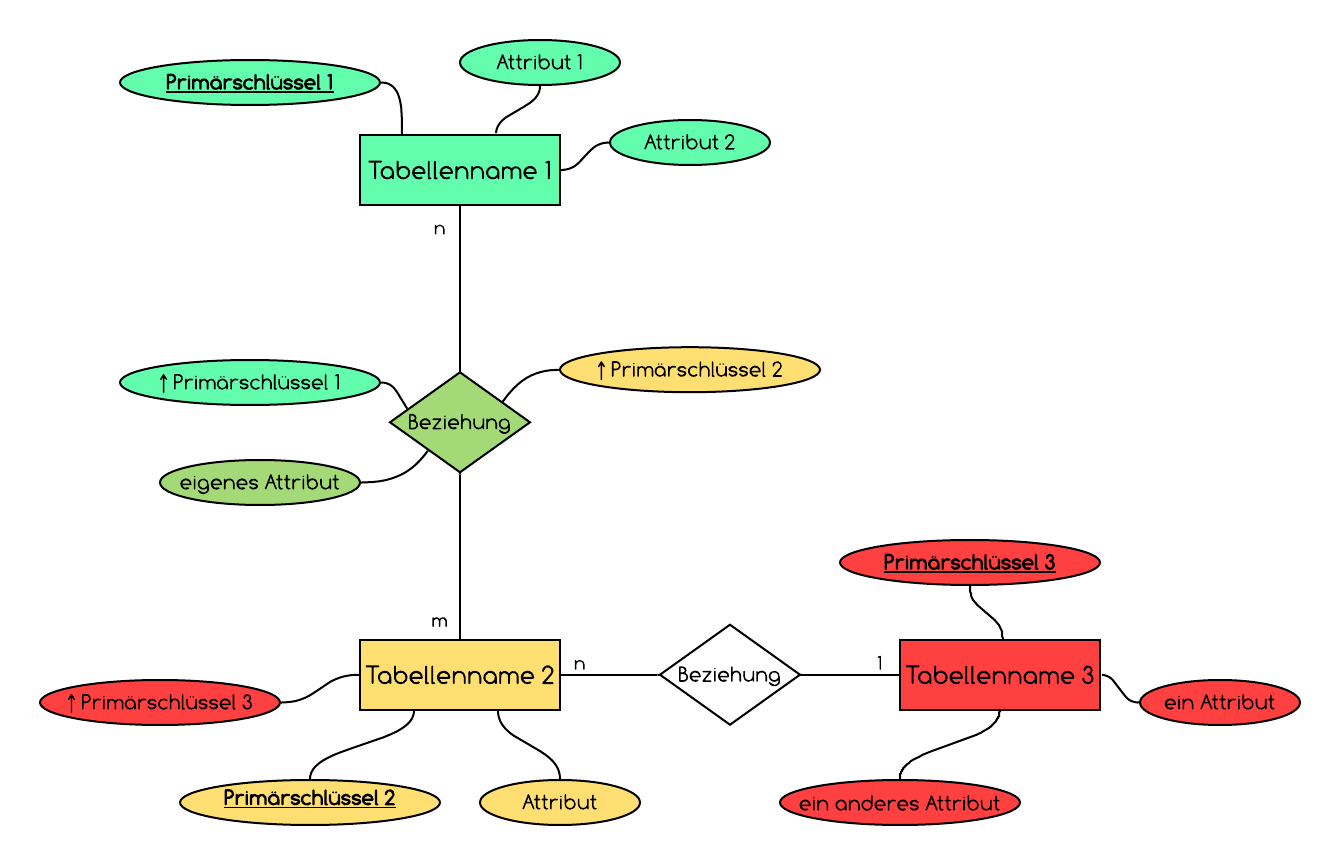 Attribut 1
Primärschlüssel 1
Attribut 2
Tabellenname 1
n
↑ Primärschlüssel 2
↑ Primärschlüssel 1
Beziehung
eigenes Attribut
Primärschlüssel 3
m
n
1
Tabellenname 2
Beziehung
Tabellenname 3
↑ Primärschlüssel 3
ein Attribut
Primärschlüssel 2
Attribut
ein anderes Attribut